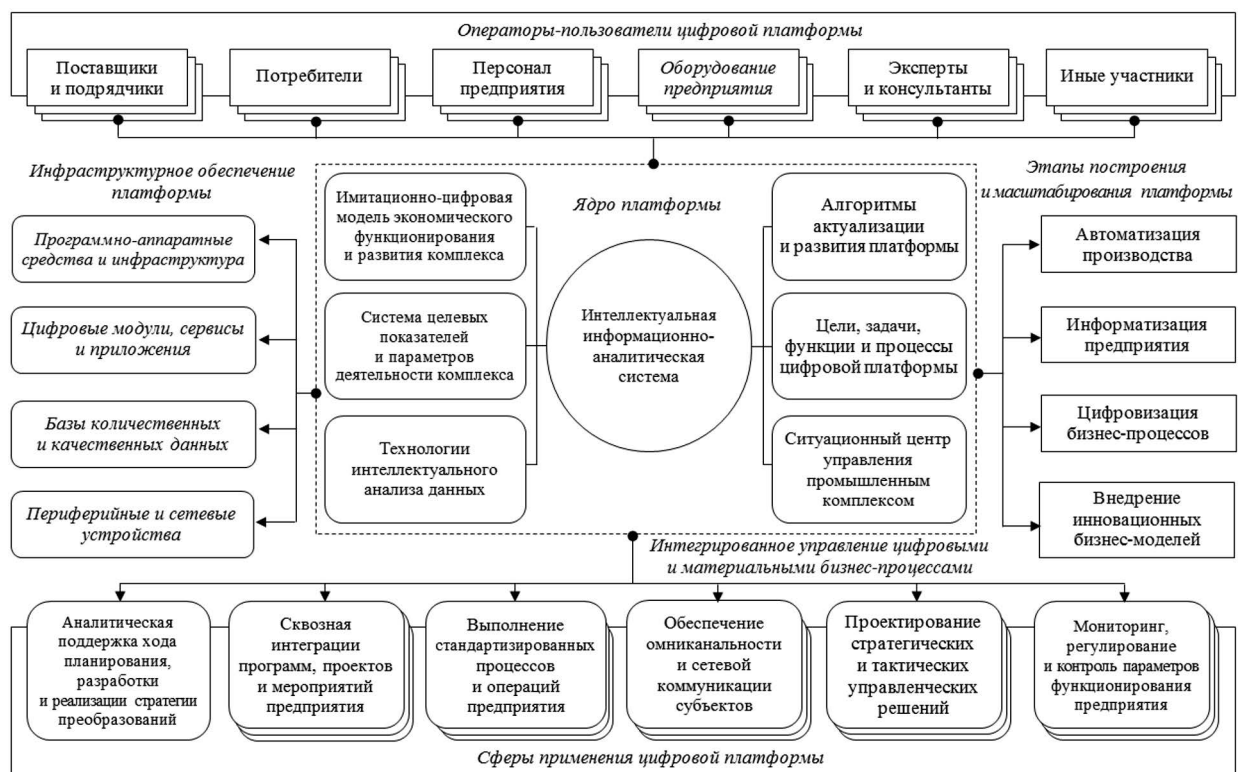 Операторы-пользователи цифровой платформы
Поставщики
и подрядчики
Потребители
Персонал
предприятия
Оборудование
предприятия
Эксперты
и консультанты
Иные участники
Инфраструктурное обеспечение
платформы
Программно-аппаратные
средства и инфраструктура
Цифровые модули, сервисы
и приложения
Базы количественных
и качественных данных
Периферийные и сетевые
устройства
Имитационно-цифровая
модель экономического
функционирования
и развития комплекса
Система целевых
показателей
и параметров
деятельности комплекса
Технологии
интеллектуального
анализа данных
Ядро платформы
Интеллектуальная
информационно-
аналитическая
система
Алгоритмы
актуализации
и развития платформы
Цели, задачи,
функции и процессы
цифровой платформы
Ситуационный центр
управления
промышленным
комплексом
Этапы построения
и масштабирования платформы
Автоматизация
производства
Информатизация
предприятия
Цифровизация
бизнес-процессов
Внедрение
инновационных
бизнес-моделей
Интегрированное управление цифровыми
и материальными бизнес-процессами
Аналитическая
поддержка хода
планирования,
разработки
и реализации стратегии
преобразований
Сквозная
интеграции
программ, проектов
и мероприятий
предприятия
Выполнение
стандартизированных
процессов
и операций
предприятия
Обеспечение
омниканальности
и сетевой
коммуникации
субъектов
Проектирование
стратегических
и тактических
управленческих
решений
Мониторинг,
регулирование
и контроль параметров
функционирования
предприятия
Сферы применения цифровой платформы